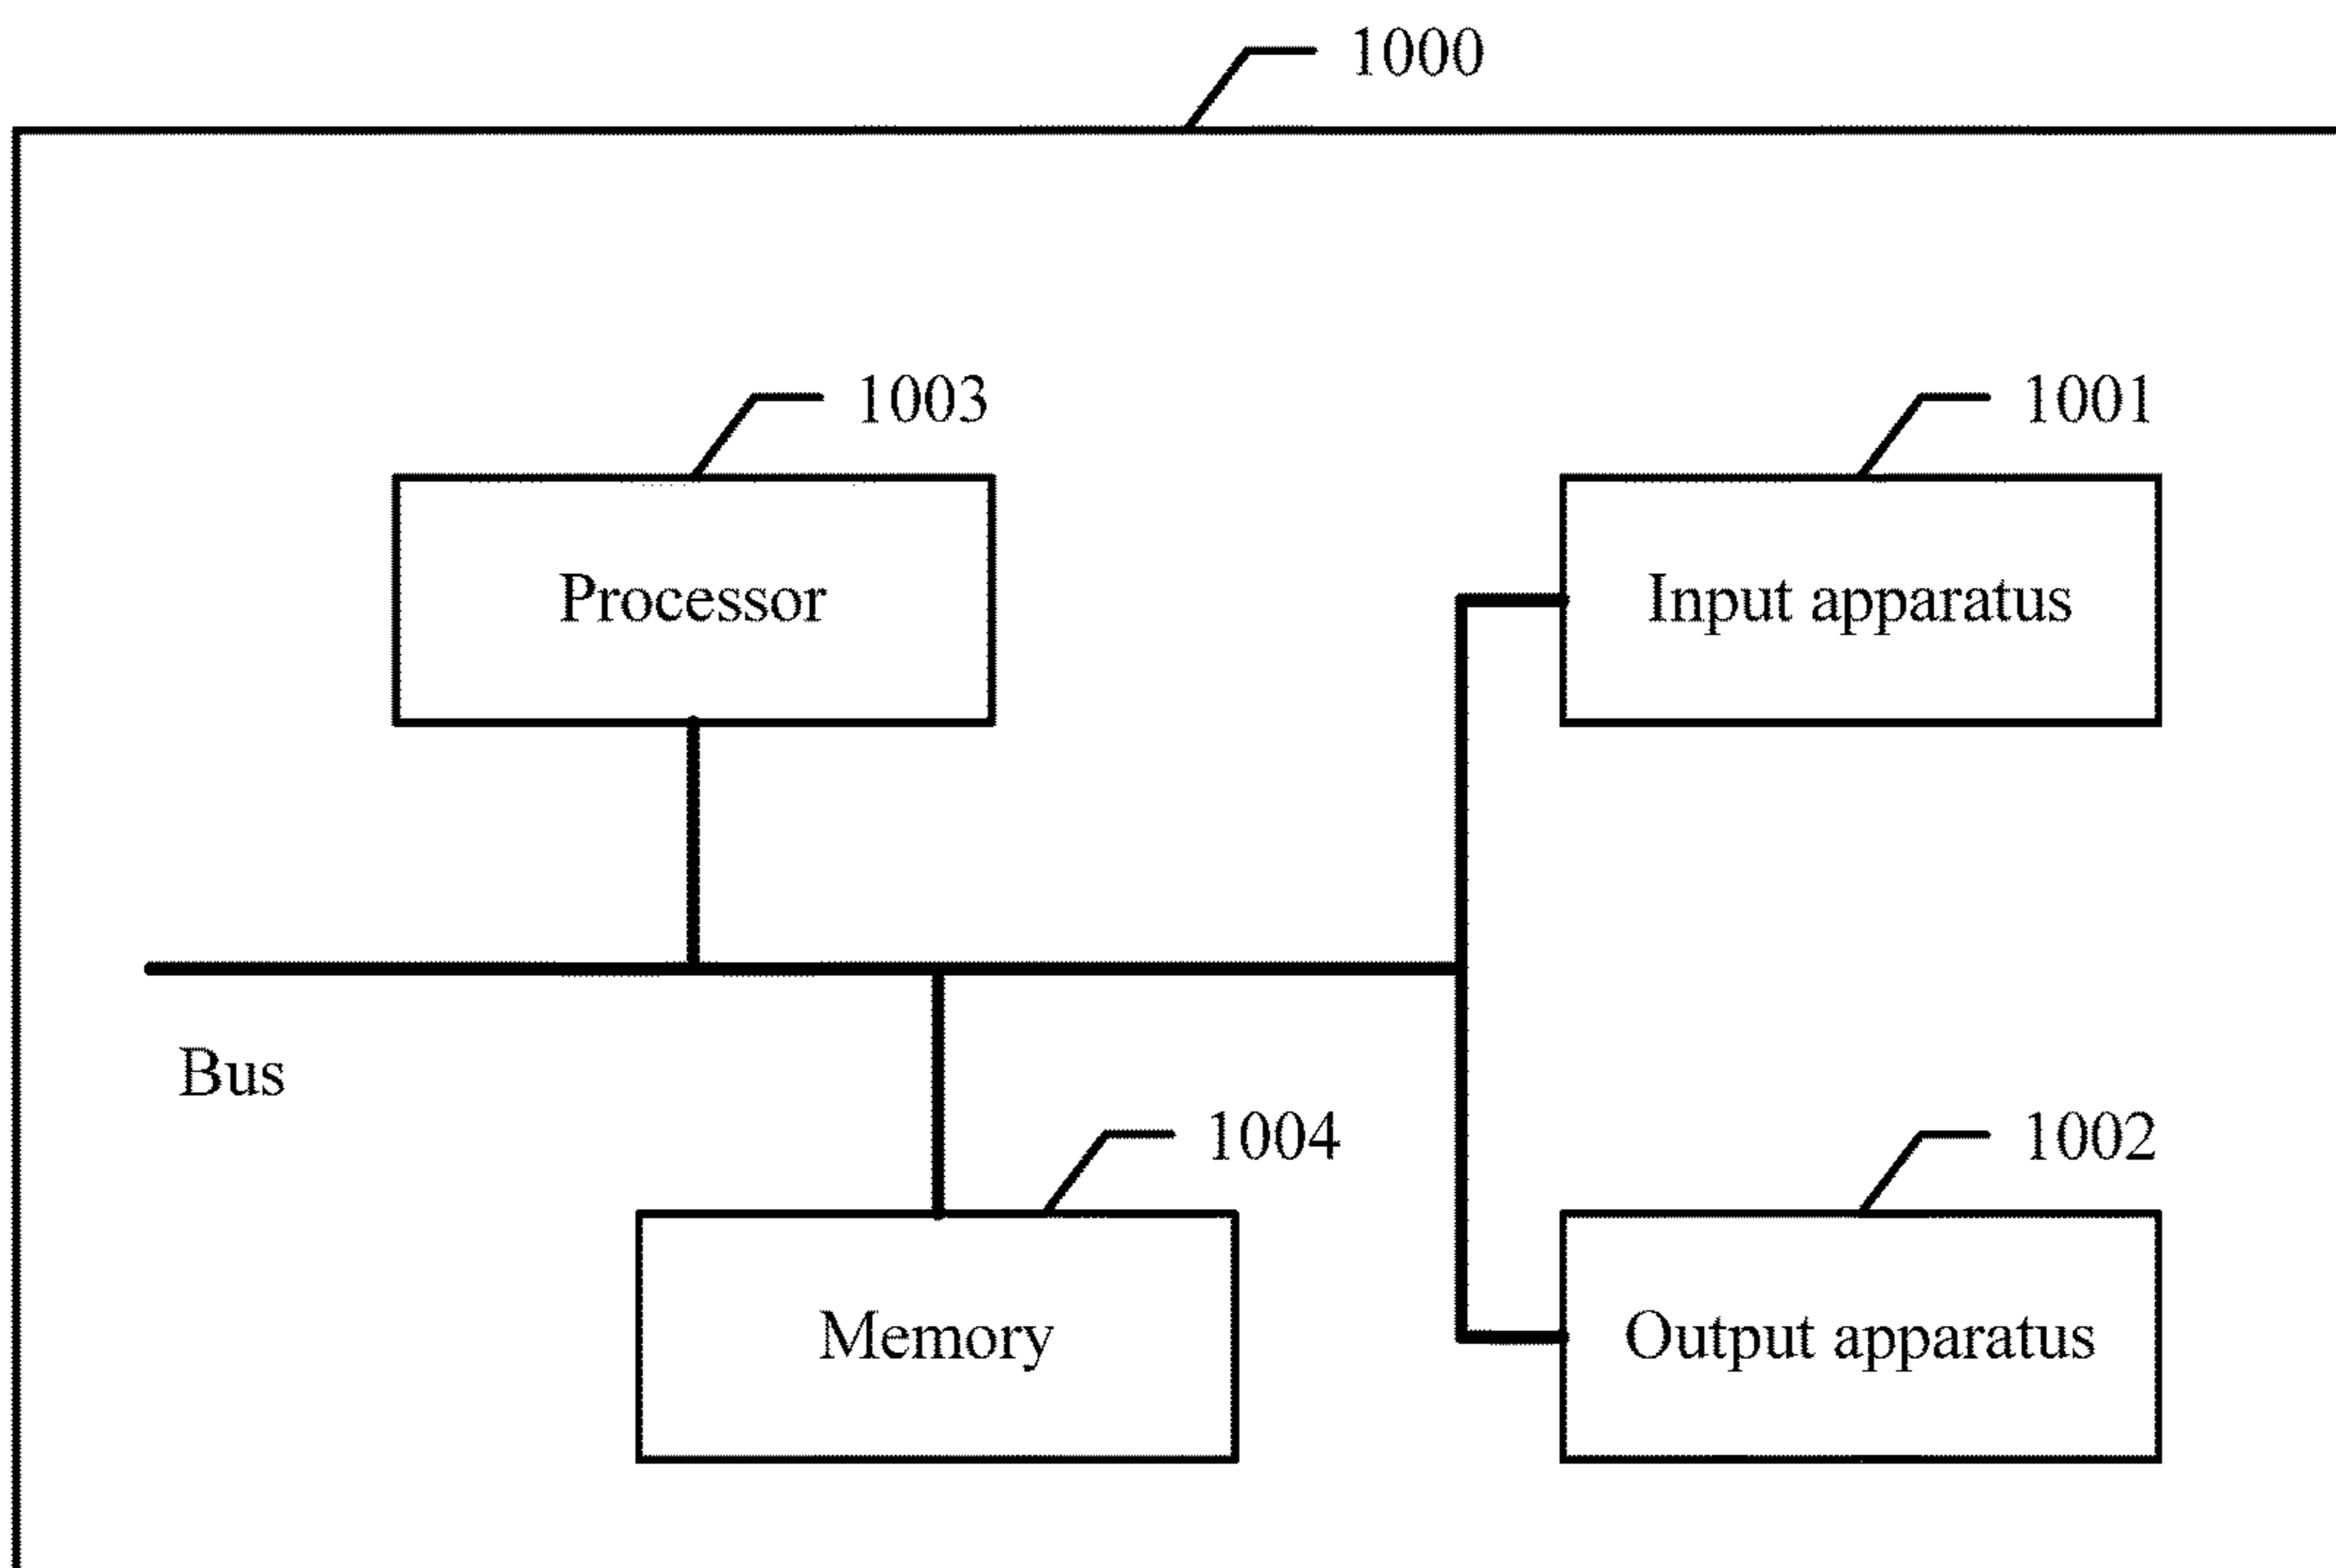 1000
1003
1001
Processor
Input apparatus
Bus
1004
1002
Memory
Output apparatus